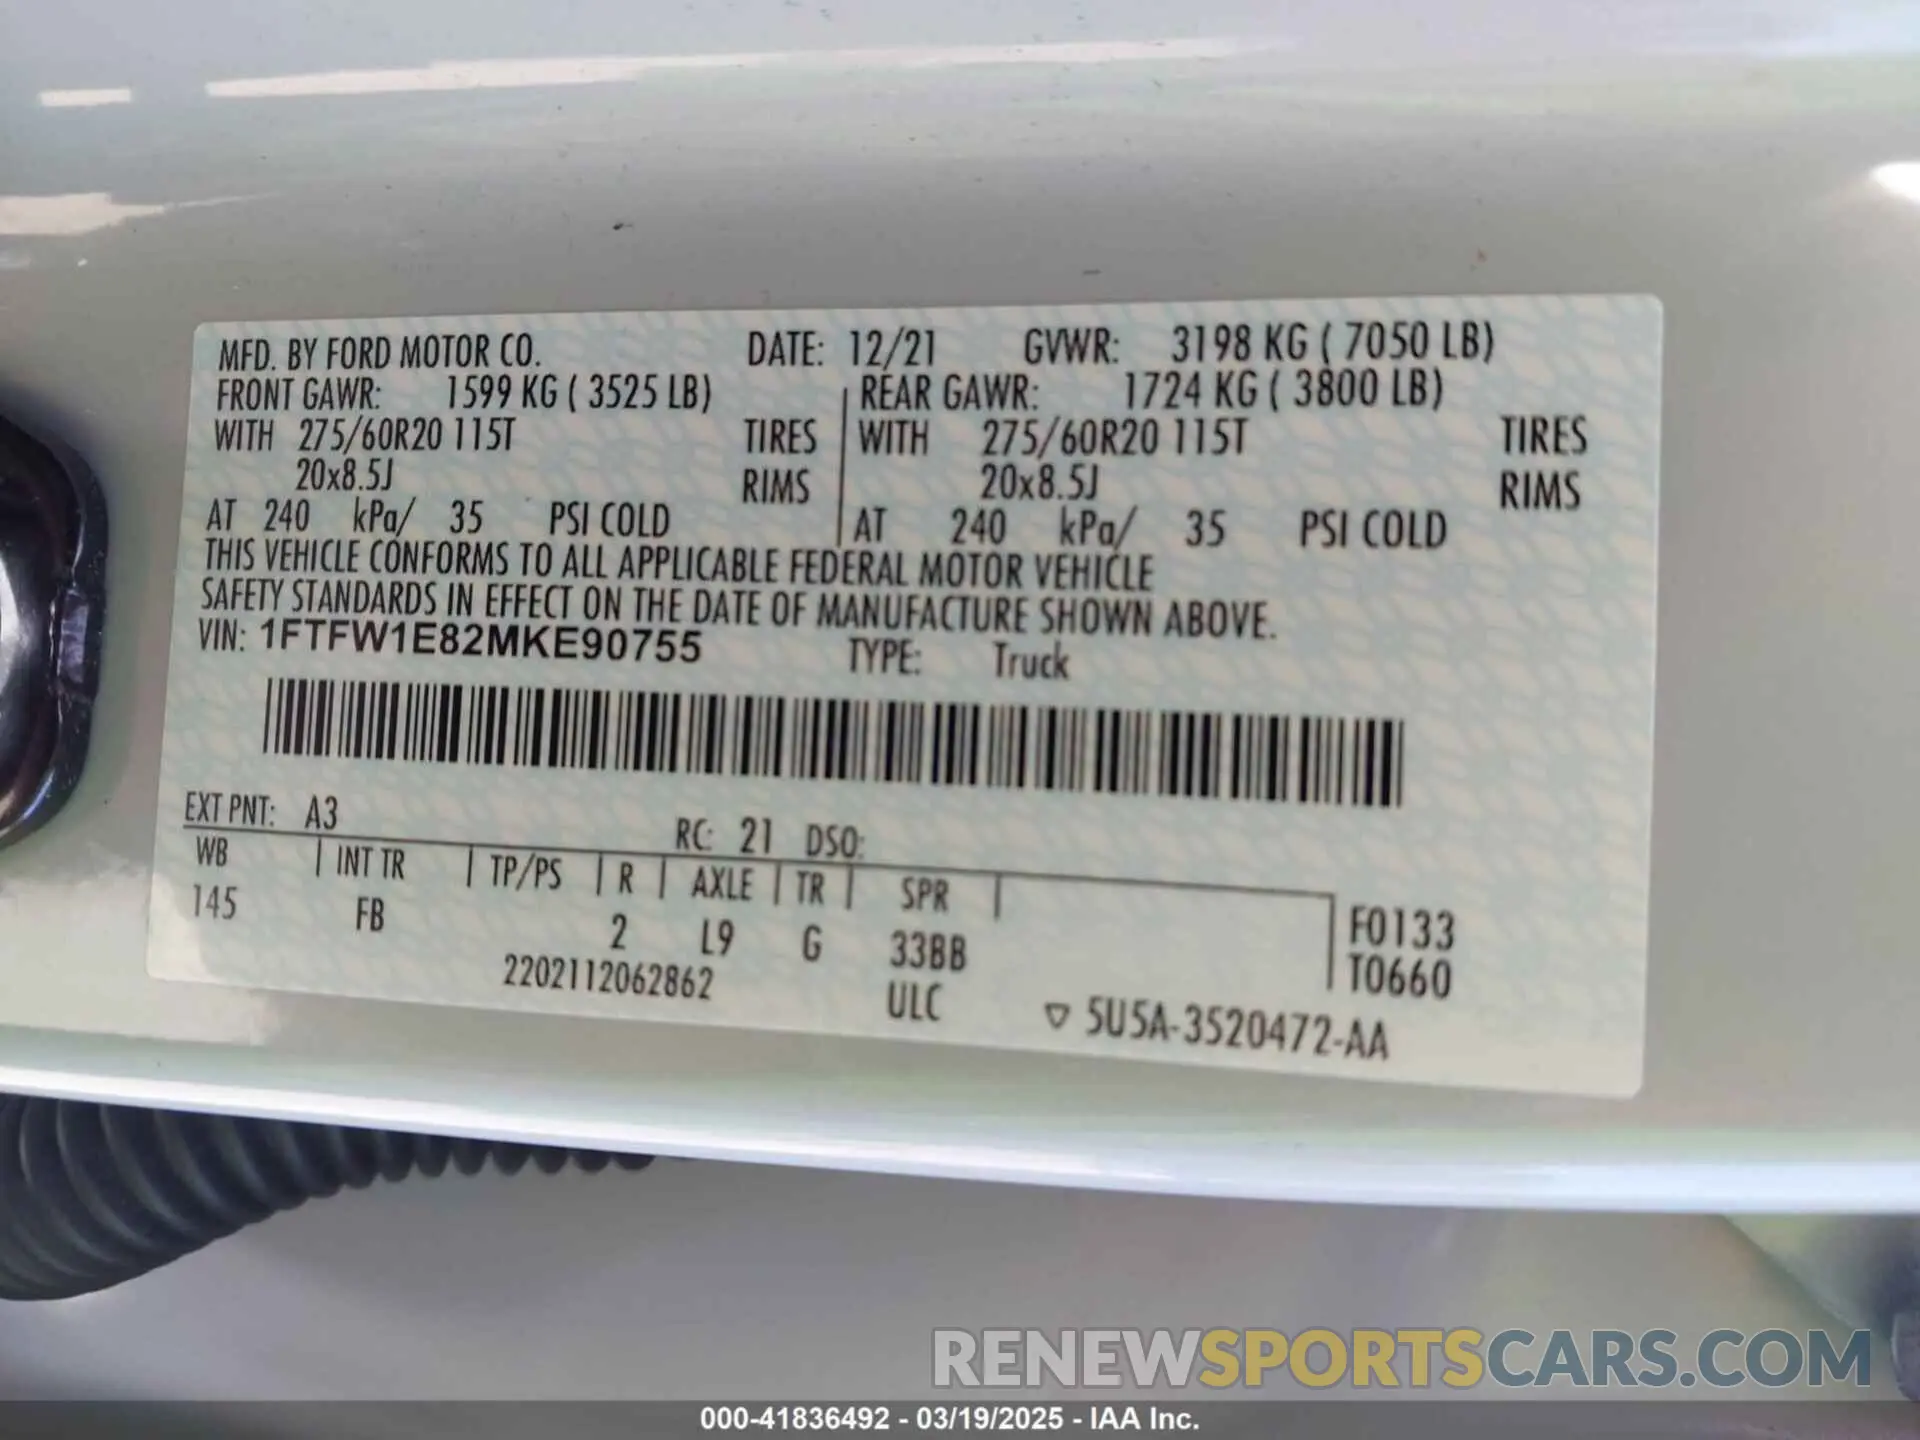 MFD. BY FORD MOTOR CO. DATE: 12/21 GVWR: 3198 KG ( 7050 LB)
FRONT GAWR: 1599 KG ( 3525 LB) REAR GAWR: 1724 KG ( 3800 LB)
WITH 275/60R20 115T TIRES WITH 275/60R20 115T TIRES
20x8.5J RIMS 20x8.5J RIMS
AT 240 kPa/ 35 PSI COLD AT 240 kPa/ 35 PSI COLD
THIS VEHICLE CONFORMS TO ALL APPLICABLE FEDERAL MOTOR VEHICLE
SAFETY STANDARDS IN EFFECT ON THE DATE OF MANUFACTURE SHOWN ABOVE.
VIN: 1FTFW1E82MKE90755 TYPE: Truck
EXT PNT: A3 RC: 21 DSO:
WB INT TR TP/PS R AXLE TR SPR
145 FB 2 L9 G 33BB F0133
2202112062862 ULC T0660
5U5A-3520472-AA
RENEWSPORTSCARS.COM
000-41836492 - 03/19/2025 - IAA Inc.